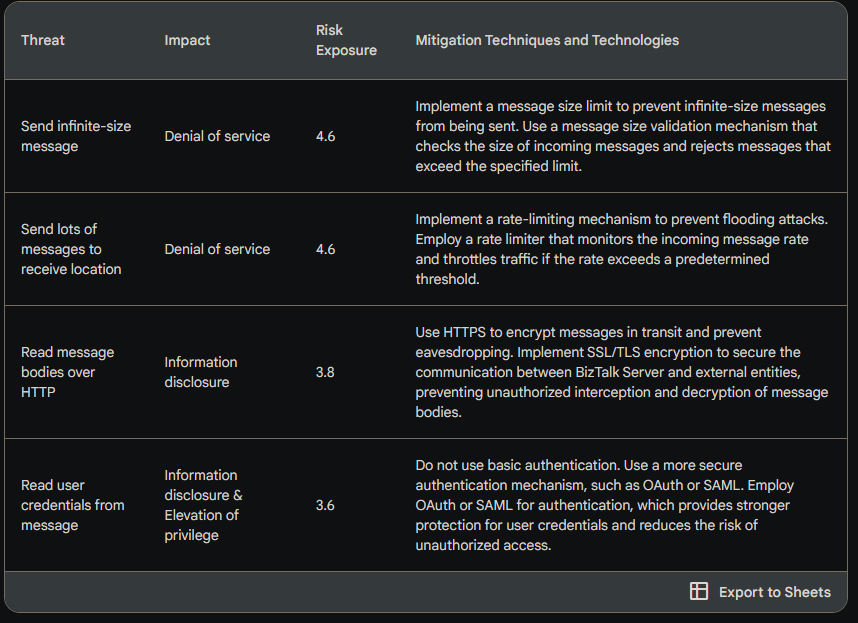 Threat
Impact
Risk
Exposure
Mitigation Techniques and Technologies
Send infinite-size
message
Denial of service
4.6
Implement a message size limit to prevent infinite-size messages
from being sent. Use a message size validation mechanism that
checks the size of incoming messages and rejects messages that
exceed the specified limit.
Send lots of
messages to
receive location
Denial of service
4.6
Implement a rate-limiting mechanism to prevent flooding attacks.
Employ a rate limiter that monitors the incoming message rate
and throttles traffic if the rate exceeds a predetermined
threshold.
Read message
bodies over
HTTP
Information
disclosure
3.8
Use HTTPS to encrypt messages in transit and prevent
eavesdropping. Implement SSL/TLS encryption to secure the
communication between BizTalk Server and external entities,
preventing unauthorized interception and decryption of message
bodies.
Read user
credentials from
message
Information
disclosure &
Elevation of
privilege
3.6
Do not use basic authentication. Use a more secure
authentication mechanism, such as OAuth or SAML. Employ
OAuth or SAML for authentication, which provides stronger
protection for user credentials and reduces the risk of
unauthorized access.
Export to Sheets